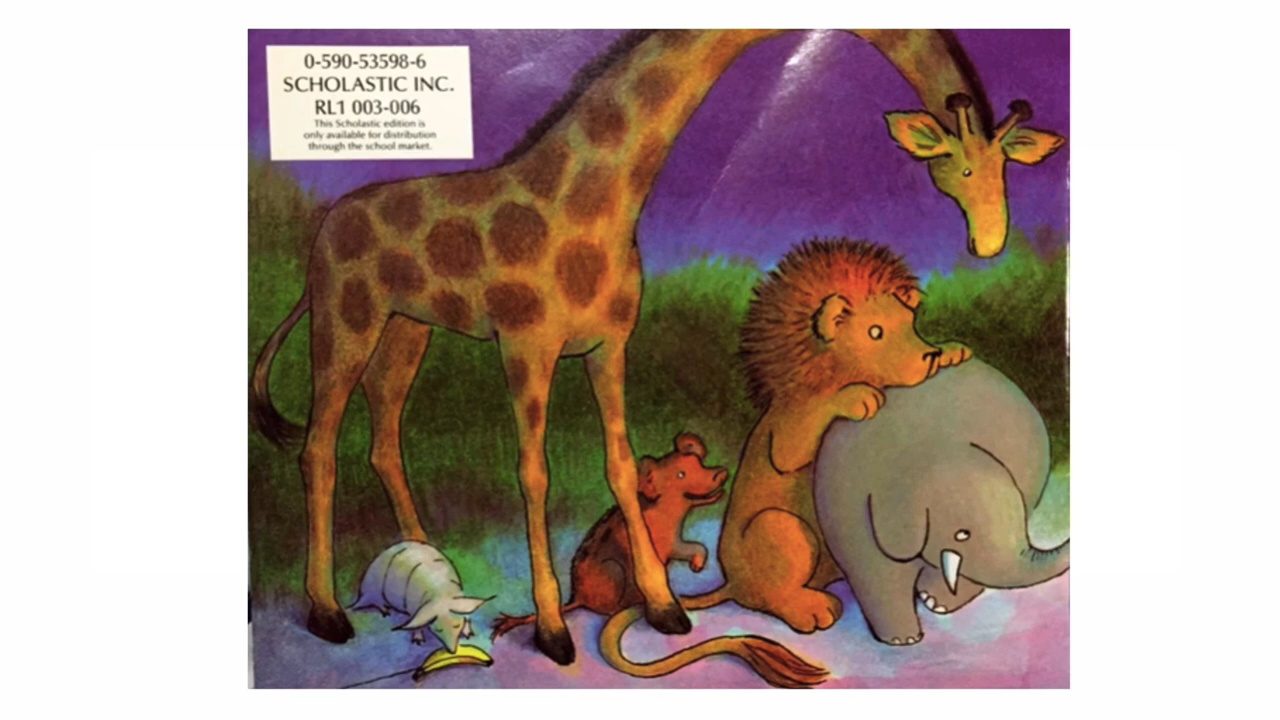 0-590-53598-6
SCHOLASTIC INC.
RL1 003-006
This Scholastic edition is
only available for distribution
through the school market.